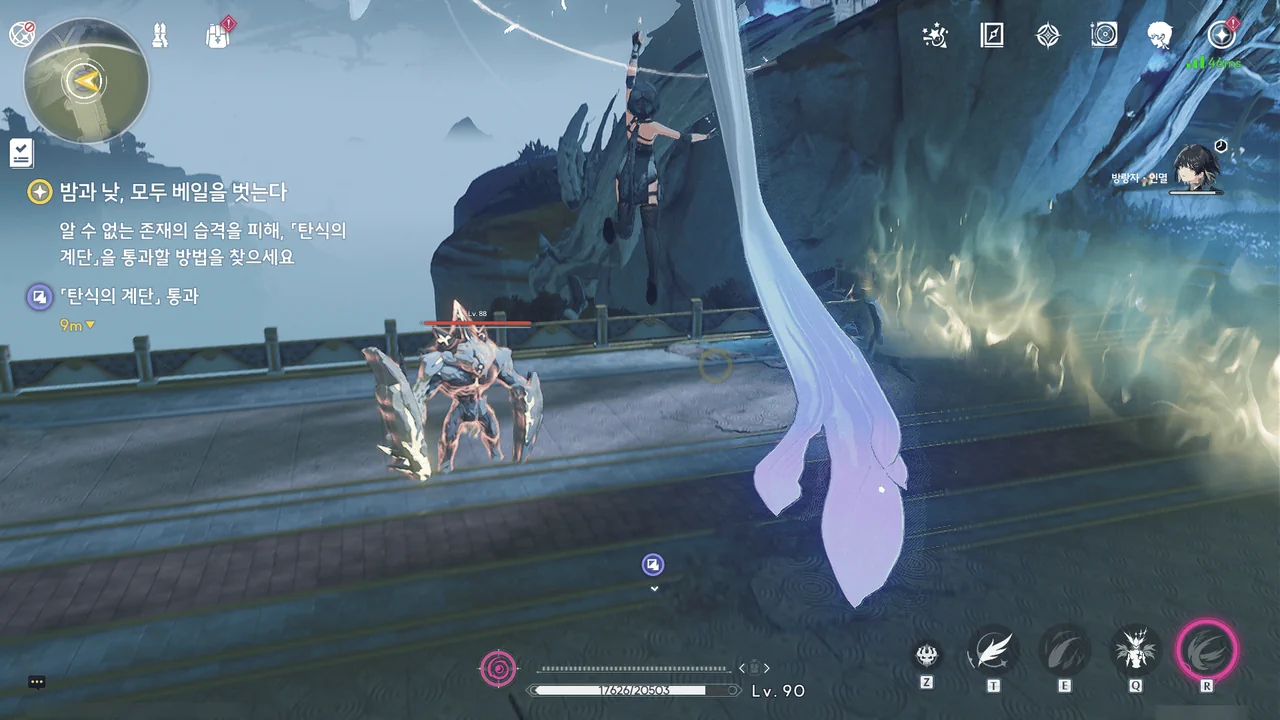 46ms
방랑자 · 인멸
밤과 낮, 모두 베일을 벗는다
알 수 없는 존재의 습격을 피해, 「탄식의
계단」을 통과할 방법을 찾으세요
「탄식의 계단」 통과
9m
Lv. 88
17626/20503
Lv. 90
Z
T
E
Q
R